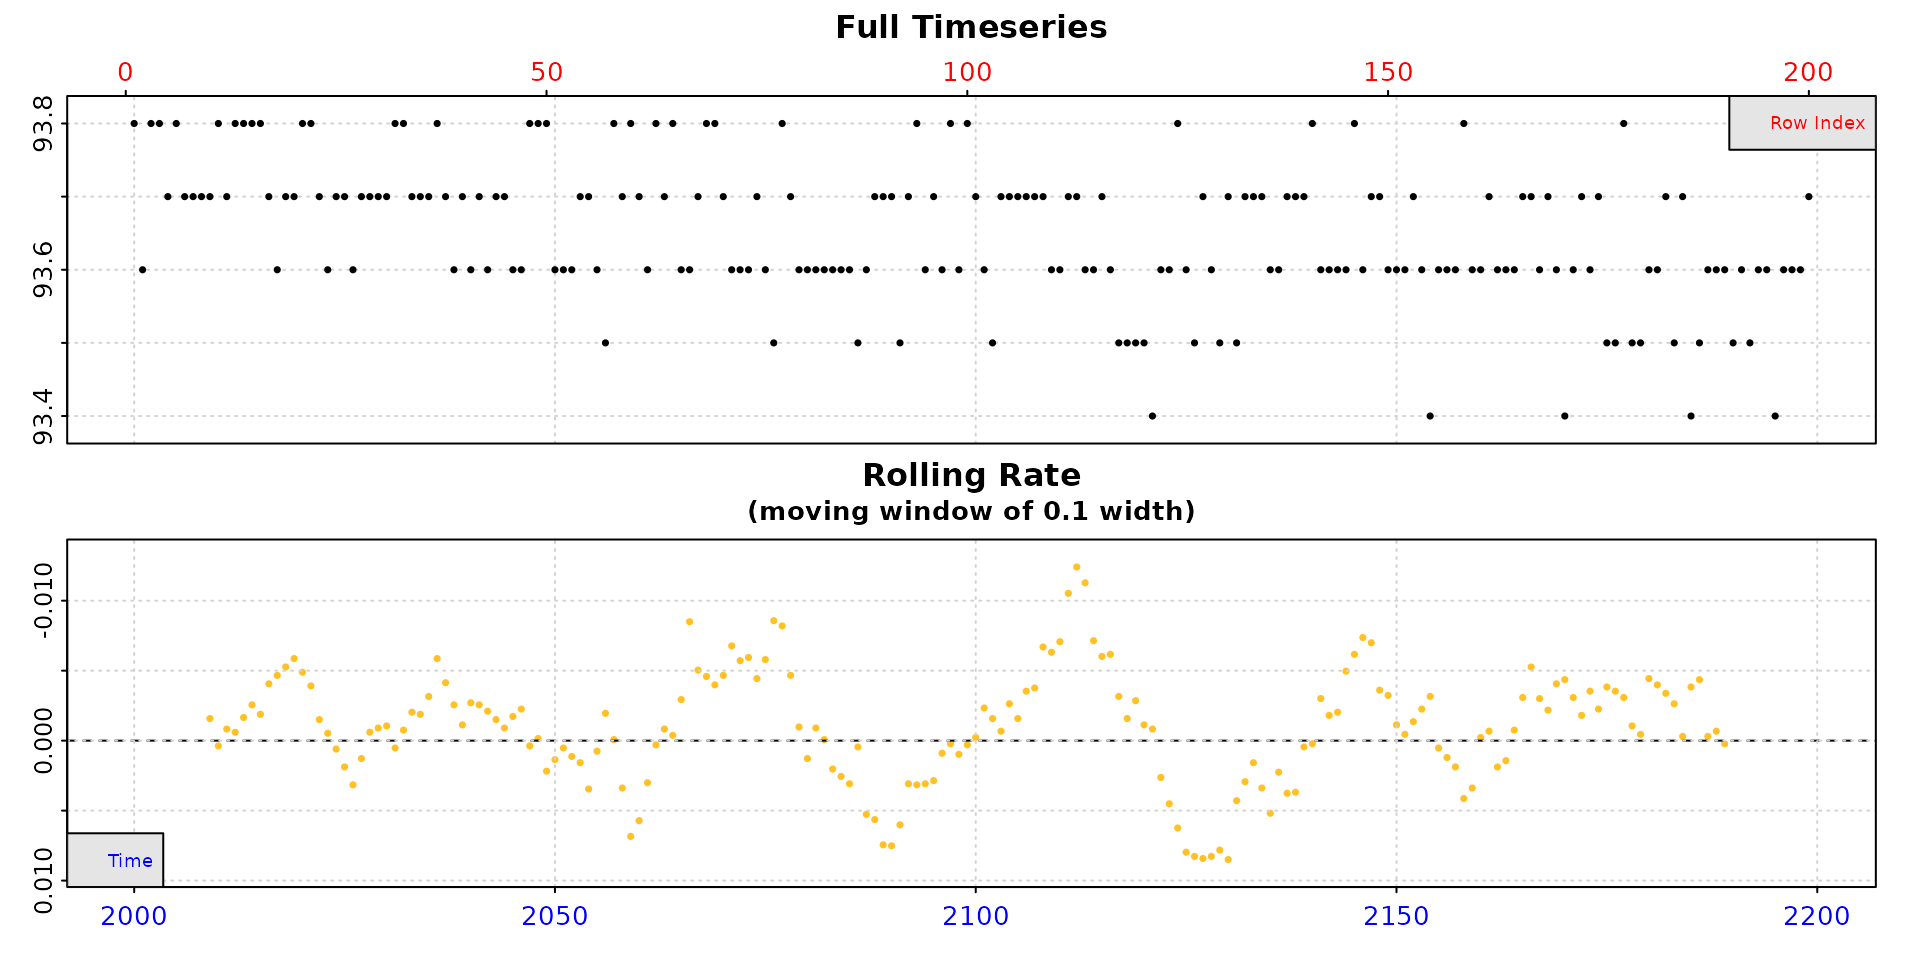 Full Timeseries
0 50 100 150 200
93.8
93.6
93.4
Row Index
Rolling Rate
(moving window of 0.1 width)
-0.010
0.000
0.010
Time
2000 2050 2100 2150 2200